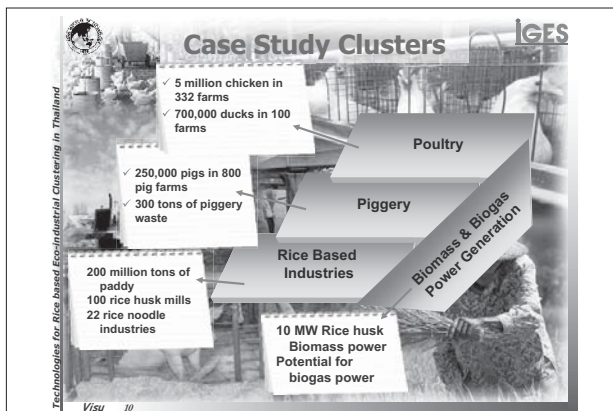 Case Study Clusters
IGES
Technologies for Rice based Eco-industrial Clustering in Thailand
✓ 5 million chicken in
332 farms
✓ 700,000 ducks in 100
farms
Poultry
✓ 250,000 pigs in 800
pig farms
✓ 300 tons of piggery
waste
Piggery
Rice Based
Industries
Biomass & Biogas
Power Generation
200 million tons of
paddy
100 rice husk mills
22 rice noodle
industries
10 MW Rice husk
Biomass power
Potential for
biogas power
Visu 10